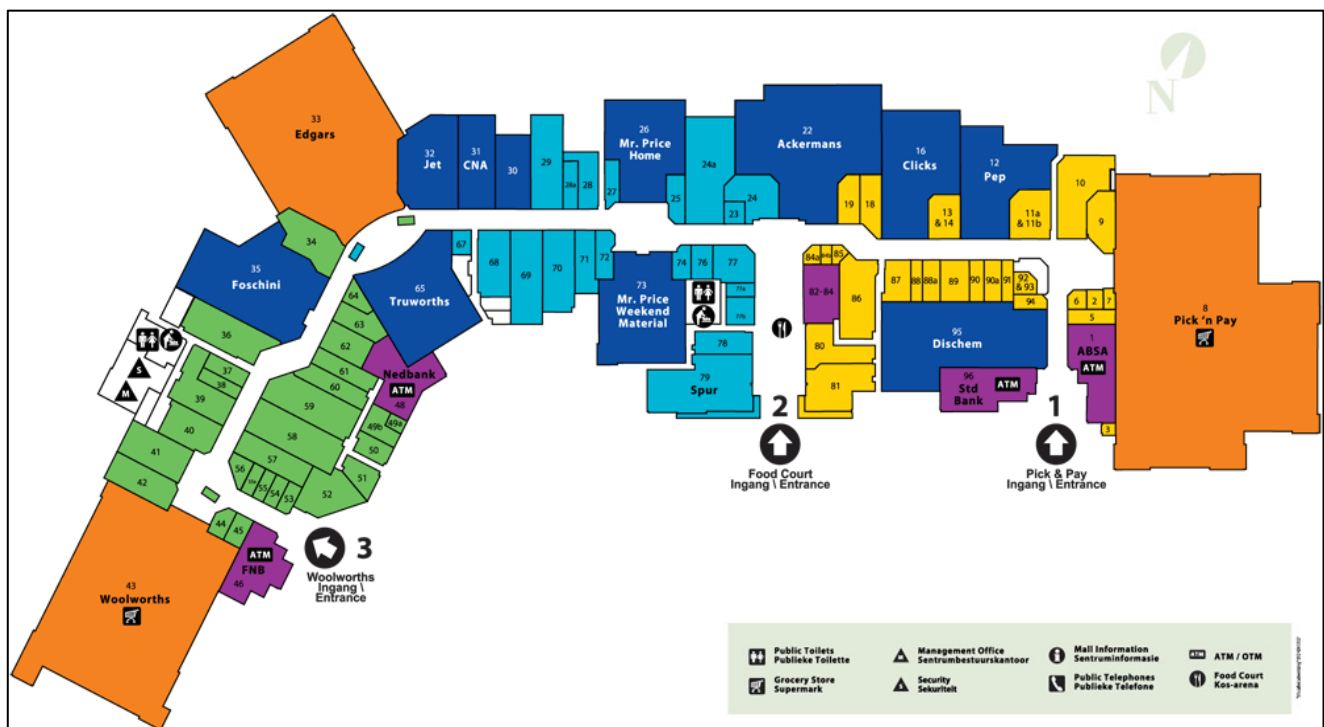 N
33
Edgars
32
Jet
31
CNA
30
29
28a
28
27
26
Mr. Price
Home
25
24a
24
23
22
Ackermans
19
18
16
Clicks
13
& 14
12
Pep
11a
& 11b
10
9
8
Pick 'n Pay
34
35
Foschini
36
37
38
39
40
41
42
S
M
43
Woolworths
44
45
ATM
FNB
46
65
Truworths
64
63
62
61
60
59
58
57
56
55
54
53
52
51
50
49b
49a
Nedbank
ATM
48
67
68
69
70
71
72
73
Mr. Price
Weekend
Material
74
76
77
77a
77b
78
79
Spur
84a
85
82-84
86
80
81
87
88
88a
89
90
90a
91
92
& 93
94
95
Dischem
96
Std
Bank
ATM
6
2
7
5
1
ABSA
ATM
3
3
Woolworths
Ingang \
Entrance
2
Food Court
Ingang \ Entrance
1
Pick & Pay
Ingang \ Entrance
Public Toilets
Publieke Toilette
Management Office
Sentrumbestuurskantoor
Mall Information
Sentruminformasie
ATM / OTM
Grocery Store
Supermark
Security
Sekuriteit
Public Telephones
Publieke Telefone
Food Court
Kos-arena